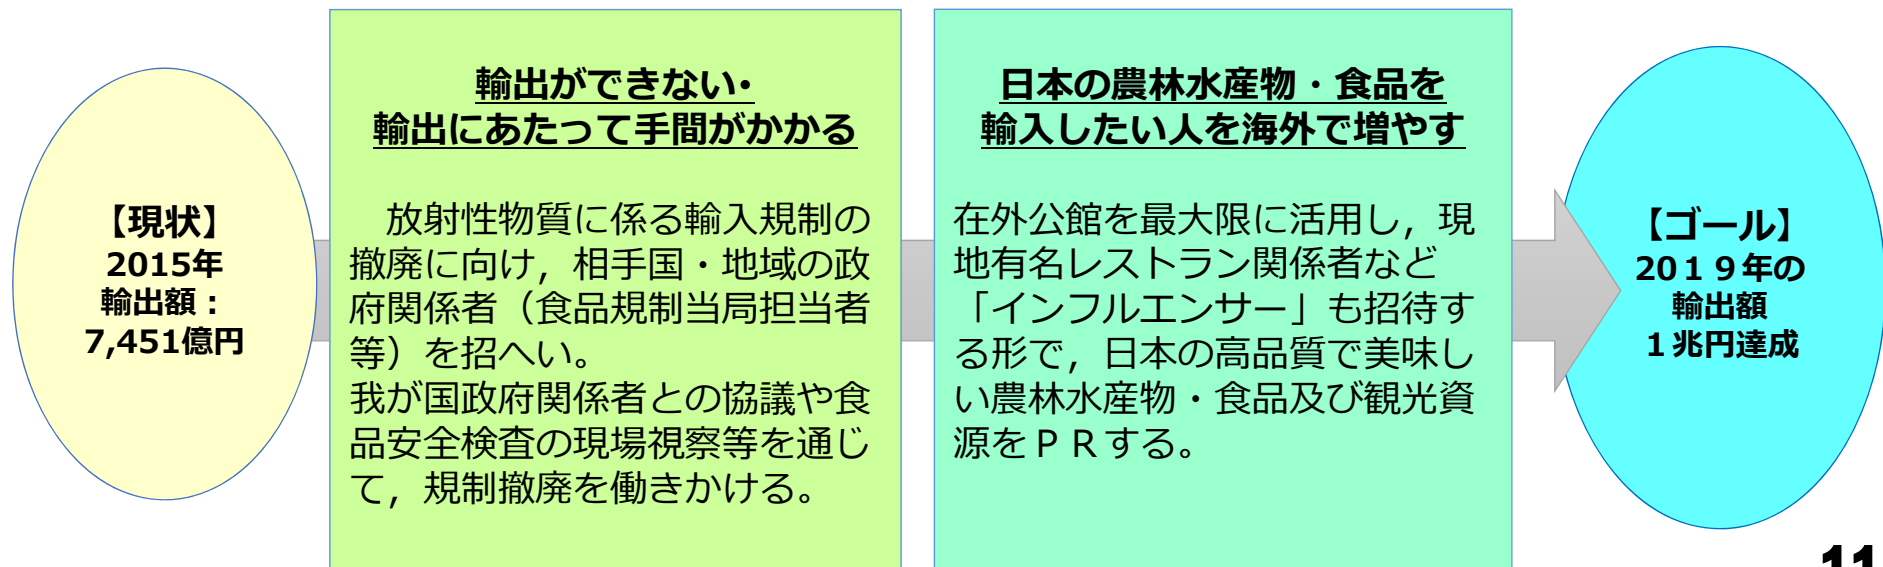 【現状】
2015年
輸出額：
7,451億円
輸出ができない・
輸出にあたって手間がかかる
　放射性物質に係る輸入規制の
撤廃に向け，相手国・地域の政
府関係者（食品規制当局担当者
等）を招へい。
我が国政府関係者との協議や食
品安全検査の現場視察等を通じ
て，規制撤廃を働きかける。
日本の農林水産物・食品を
輸入したい人を海外で増やす
在外公館を最大限に活用し，現
地有名レストラン関係者など
「インフルエンサー」も招待す
る形で，日本の高品質で美味し
い農林水産物・食品及び観光資
源をＰＲする。
【ゴール】
２０１９年の
輸出額
１兆円達成
11